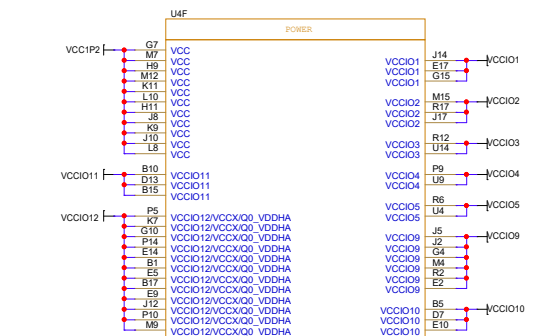 U4F
POWER
VCC1P2
G7 VCC
M7 VCC
H9 VCC
M12 VCC
K11 VCC
L10 VCC
H11 VCC
J8 VCC
K9 VCC
J10 VCC
L8 VCC
VCCIO11
B10 VCCIO11
D13 VCCIO11
B15 VCCIO11
VCCIO12
P5 VCCIO12/VCCX/Q0_VDDHA
K7 VCCIO12/VCCX/Q0_VDDHA
G10 VCCIO12/VCCX/Q0_VDDHA
P14 VCCIO12/VCCX/Q0_VDDHA
E14 VCCIO12/VCCX/Q0_VDDHA
B1 VCCIO12/VCCX/Q0_VDDHA
E5 VCCIO12/VCCX/Q0_VDDHA
B17 VCCIO12/VCCX/Q0_VDDHA
E9 VCCIO12/VCCX/Q0_VDDHA
J12 VCCIO12/VCCX/Q0_VDDHA
P10 VCCIO12/VCCX/Q0_VDDHA
M9 VCCIO12/VCCX/Q0_VDDHA
VCCIO1 J14 VCCIO1
VCCIO1 E17
VCCIO1 G15
VCCIO2 M15 VCCIO2
VCCIO2 R17
VCCIO2 J17
VCCIO3 R12 VCCIO3
VCCIO3 U14
VCCIO4 P9 VCCIO4
VCCIO4 U9
VCCIO5 R6 VCCIO5
VCCIO5 U4
VCCIO9 J5 VCCIO9
VCCIO9 J2
VCCIO9 G4
VCCIO9 M4
VCCIO9 R2
VCCIO9 E2
VCCIO10 B5 VCCIO10
VCCIO10 D7
VCCIO10 E10